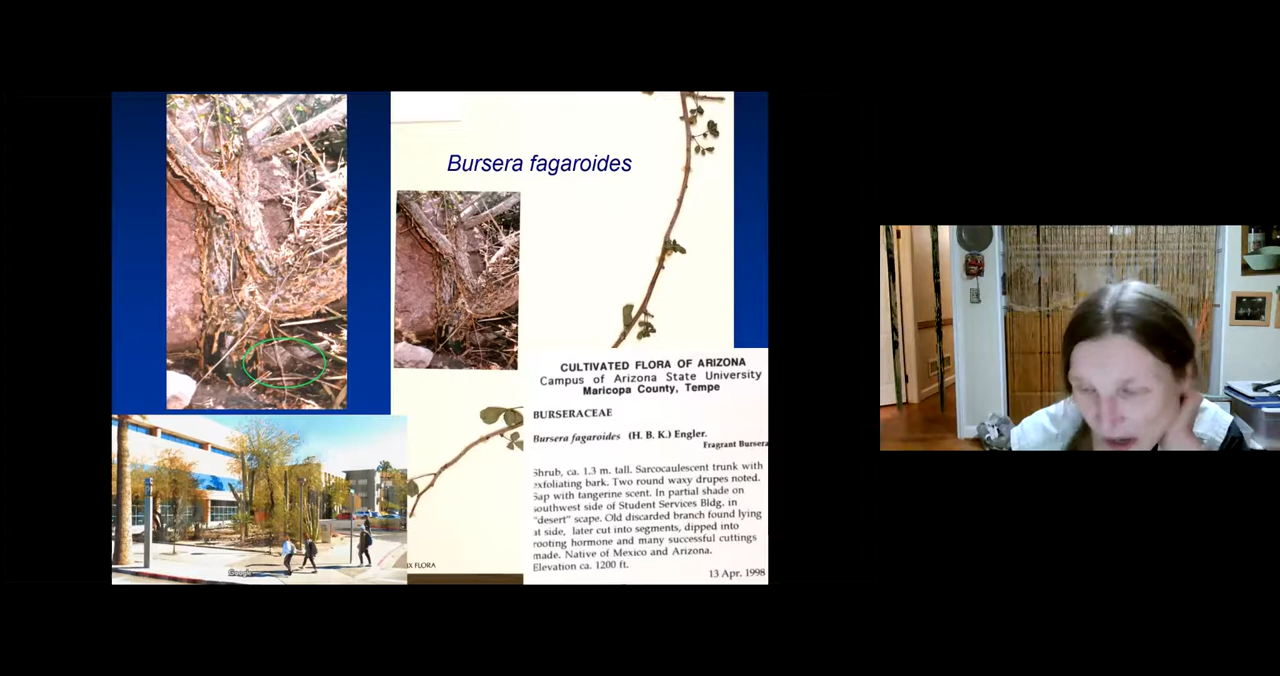 Bursera fagaroides
CULTIVATED FLORA OF ARIZONA
Campus of Arizona State University
Maricopa County, Tempe
BURSERACEAE
Bursera fagaroides (H. B. K.) Engler.
Fragrant Bursera
Shrub, ca. 1.3 m. tall. Sarcocaulescent trunk with
exfoliating bark. Two round waxy drupes noted.
Sap with tangerine scent. In partial shade on
southwest side of Student Services Bldg. in
"desert" scape. Old discarded branch found lying
at side, later cut into segments, dipped into
rooting hormone and many successful cuttings
made. Native of Mexico and Arizona.
Elevation ca. 1200 ft.
13 Apr. 1998
IX FLORA
Google